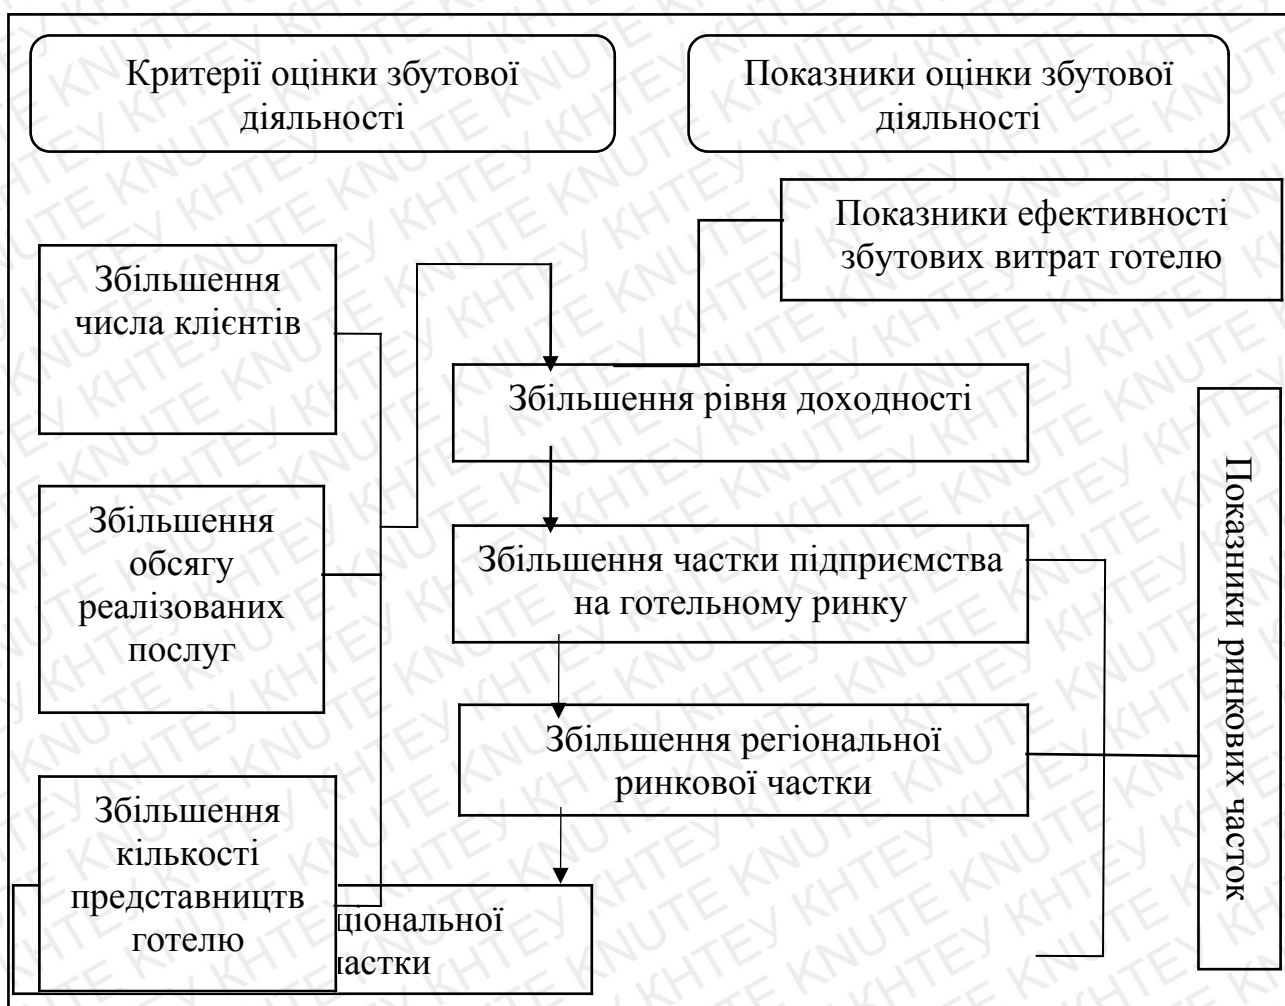 Критерії оцінки збутової
діяльності
Показники оцінки збутової
діяльності
Показники ефективності
збутових витрат готелю
Збільшення
числа клієнтів
Збільшення рівня доходності
Збільшення
обсягу
реалізованих
послуг
Збільшення частки підприємства
на готельному ринку
Збільшення регіональної
ринкової частки
Збільшення
кількості
представництв
готелю
Показники ринкових часток